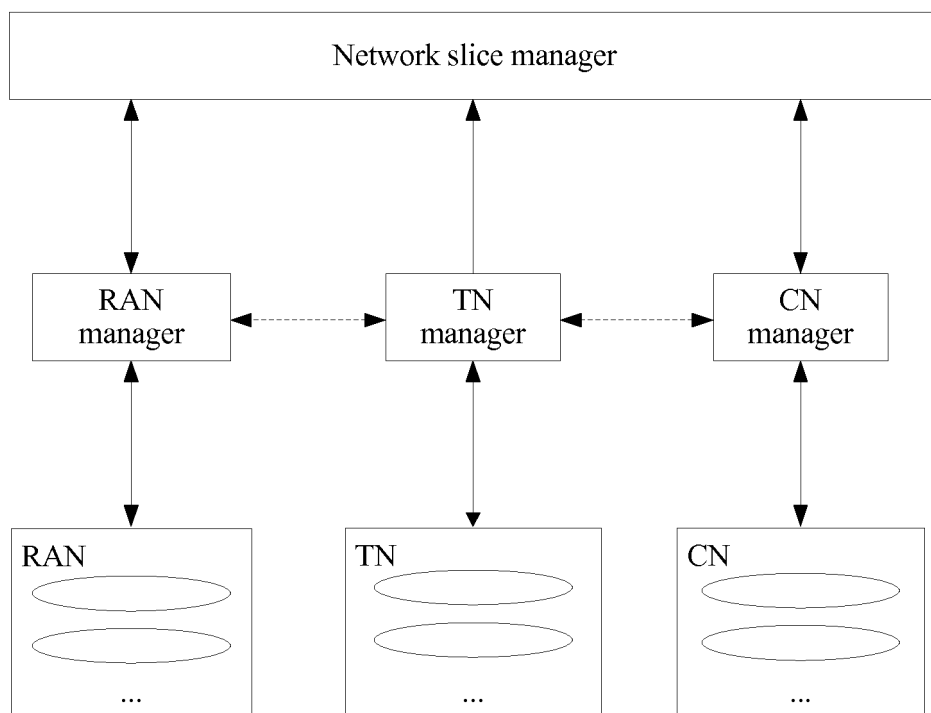 Network slice manager
RAN
manager
TN
manager
CN
manager
RAN
TN
CN
...
...
...